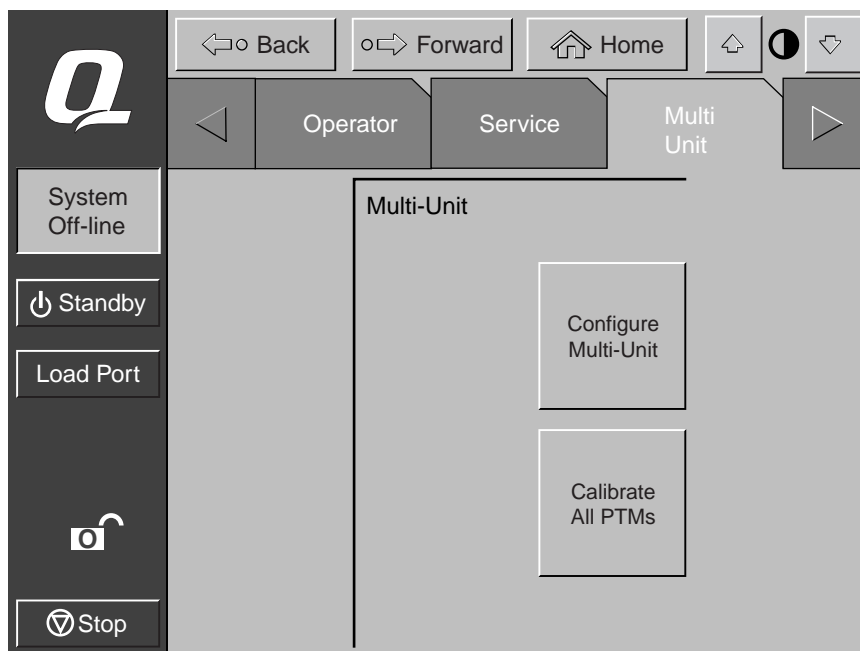 Q
Back
Forward
Home
Operator
Service
Multi
Unit
System
Off-line
Standby
Load Port
O
Stop
Multi-Unit
Configure
Multi-Unit
Calibrate
All PTMs